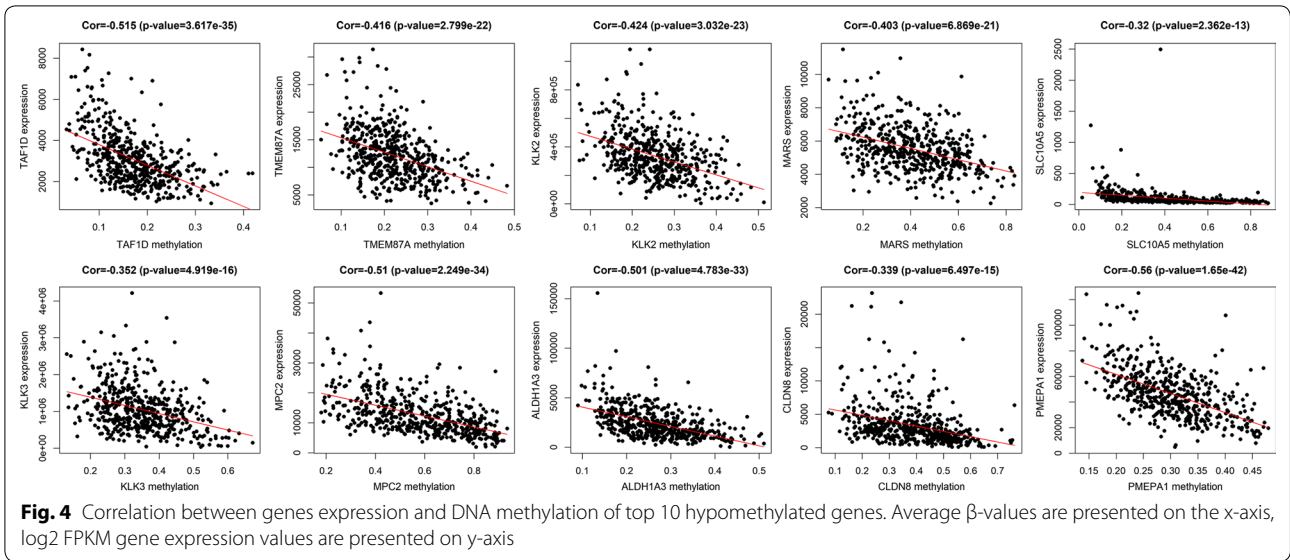 Cor=-0.515 (p-value=3.617e-35)
TAF1D expression
8000
6000
4000
2000
0.1 0.2 0.3 0.4
TAF1D methylation
Cor=-0.416 (p-value=2.799e-22)
TMEM87A expression
25000
15000
5000
0.1 0.2 0.3 0.4 0.5
TMEM87A methylation
Cor=-0.424 (p-value=3.032e-23)
KLK2 expression
8e+05
4e+05
0e+00
0.1 0.2 0.3 0.4 0.5
KLK2 methylation
Cor=-0.403 (p-value=6.869e-21)
MARS expression
10000
8000
6000
4000
2000
0.2 0.4 0.6 0.8
MARS methylation
Cor=-0.32 (p-value=2.362e-13)
SLC10A5 expression
2500
2000
1500
1000
500
0
0.0 0.2 0.4 0.6 0.8
SLC10A5 methylation
Cor=-0.352 (p-value=4.919e-16)
KLK3 expression
4e+06
3e+06
2e+06
1e+06
0e+00
0.2 0.3 0.4 0.5 0.6
KLK3 methylation
Cor=-0.51 (p-value=2.249e-34)
MPC2 expression
50000
30000
10000
0
0.2 0.4 0.6 0.8
MPC2 methylation
Cor=-0.501 (p-value=4.783e-33)
ALDH1A3 expression
150000
100000
50000
0
0.1 0.2 0.3 0.4 0.5
ALDH1A3 methylation
Cor=-0.339 (p-value=6.497e-15)
CLDN8 expression
20000
15000
10000
5000
0
0.1 0.2 0.3 0.4 0.5 0.6 0.7
CLDN8 methylation
Cor=-0.56 (p-value=1.65e-42)
PMEPA1 expression
100000
60000
40000
20000
0
0.15 0.20 0.25 0.30 0.35 0.40 0.45
PMEPA1 methylation
Fig. 4 Correlation between genes expression and DNA methylation of top 10 hypomethylated genes. Average β-values are presented on the x-axis,
log2 FPKM gene expression values are presented on y-axis